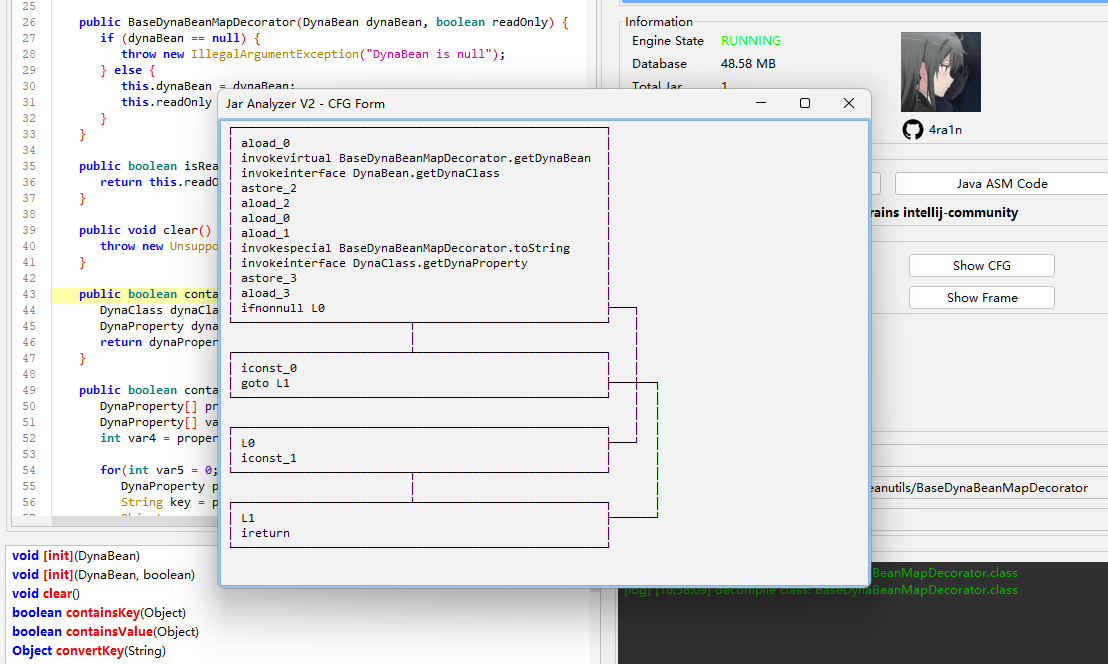 25
26 public BaseDynaBeanMapDecorator(DynaBean dynaBean, boolean readOnly) {
27 if (dynaBean == null) {
28 throw new IllegalArgumentException("DynaBean is null");
29 } else {
30 this.dynaBean = dynaBean;
31 this.readOnly
32 }
33 }
34
35 public boolean isRea
36 return this.readO
37 }
38
39 public void clear()
40 throw new Unsuppo
41 }
42
43 public boolean conta
44 DynaClass dynaCla
45 DynaProperty dyna
46 return dynaProper
47 }
48
49 public boolean conta
50 DynaProperty[] pr
51 DynaProperty[] va
52 int var4 = proper
53
54 for(int var5 = 0;
55 DynaProperty p
56 String key = p
Information
Engine State RUNNING
Database 48.58 MB
Total Jar 1
4ra1n
Java ASM Code
rains intellij-community
Show CFG
Show Frame
eanutils/BaseDynaBeanMapDecorator
Jar Analyzer V2 - CFG Form
aload_0
invokevirtual BaseDynaBeanMapDecorator.getDynaBean
invokeinterface DynaBean.getDynaClass
astore_2
aload_2
aload_0
aload_1
invokespecial BaseDynaBeanMapDecorator.toString
invokeinterface DynaClass.getDynaProperty
astore_3
aload_3
ifnonnull L0
iconst_0
goto L1
L0
iconst_1
L1
ireturn
void [init](DynaBean)
void [init](DynaBean, boolean)
void clear()
boolean containsKey(Object)
boolean containsValue(Object)
Object convertKey(String)
BeanMapDecorator.class
[log] [16:58:09] decompile class: BaseDynaBeanMapDecorator.class